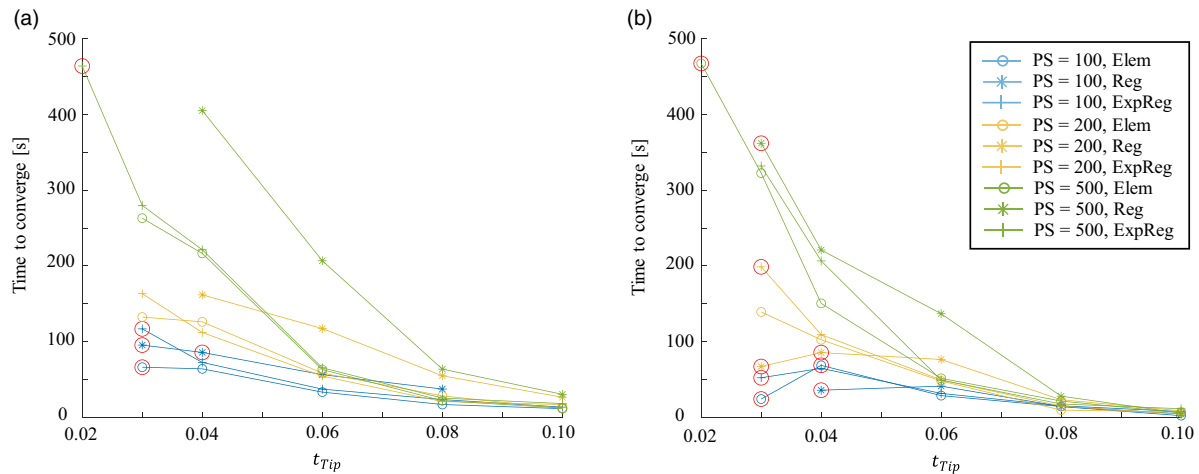 (a)
500
400
300
200
100
0
Time to converge [s]
0.02
0.04
0.06
0.08
0.10
t_Tip
(b)
500
400
300
200
100
0
Time to converge [s]
0.02
0.04
0.06
0.08
0.10
t_Tip
PS = 100, Elem
PS = 100, Reg
PS = 100, ExpReg
PS = 200, Elem
PS = 200, Reg
PS = 200, ExpReg
PS = 500, Elem
PS = 500, Reg
PS = 500, ExpReg